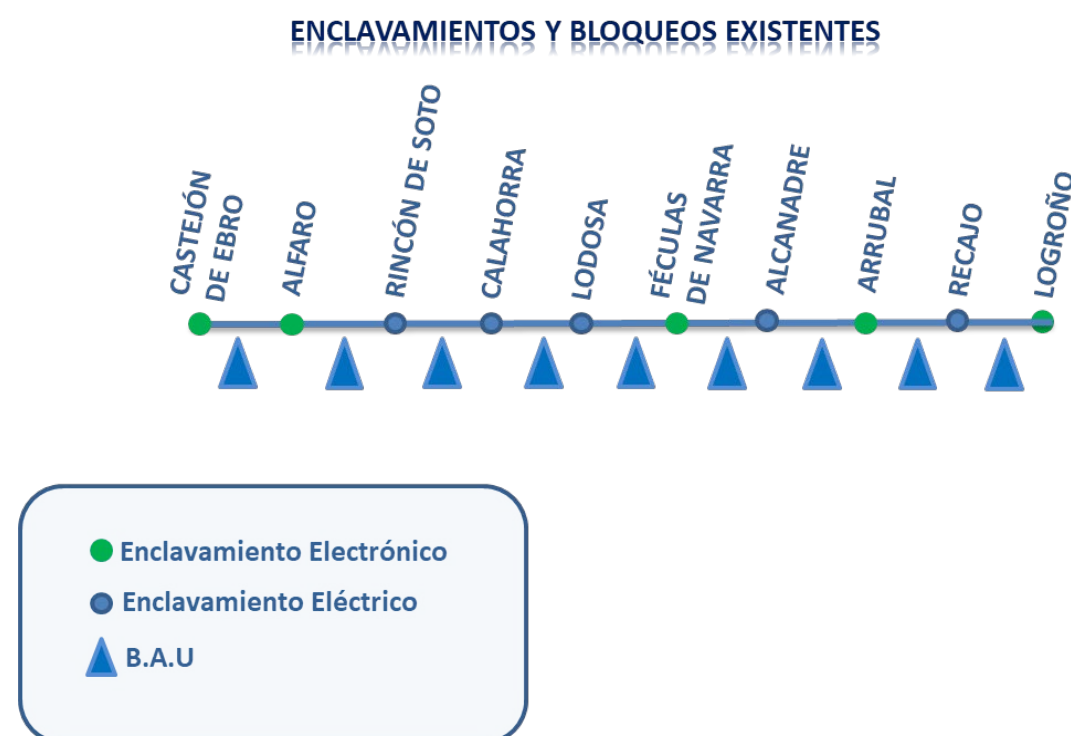 ENCLAVAMIENTOS Y BLOQUEOS EXISTENTES
CASTEJÓN
DE EBRO
ALFARO
RINCÓN DE SOTO
CALAHORRA
LODOSA
FÉCULAS
DE NAVARRA
ALCANADRE
ARRUBAL
RECAJO
LOGROÑO
Enclavamiento Electrónico
Enclavamiento Eléctrico
B.A.U